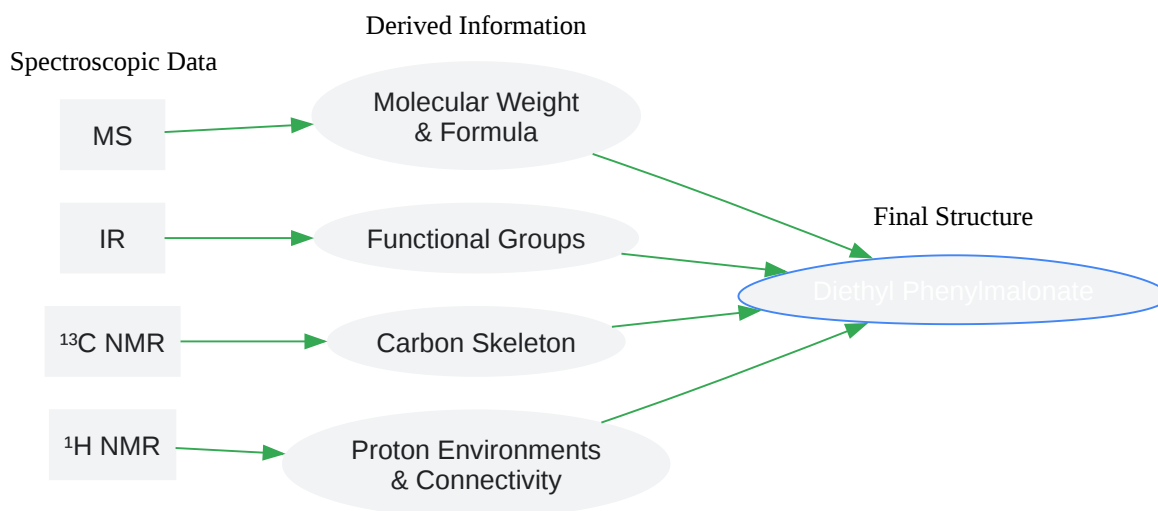 Derived Information
Spectroscopic Data
Molecular Weight
& Formula
MS
Final Structure
IR
Functional Groups
Diethyl Phenylmalonate
¹³C NMR
Carbon Skeleton
¹H NMR
Proton Environments
& Connectivity